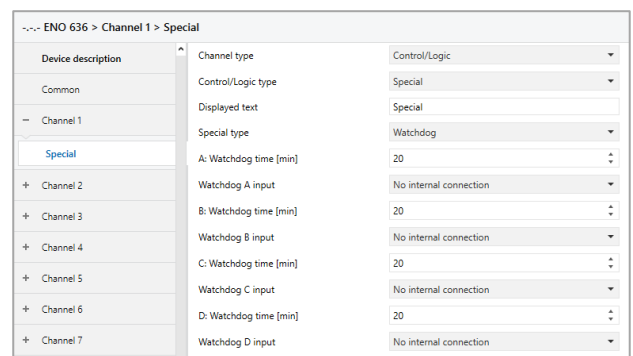 -.-.- ENO 636 > Channel 1 > Special
Device description
Common
− Channel 1
Special
+ Channel 2
+ Channel 3
+ Channel 4
+ Channel 5
+ Channel 6
+ Channel 7
Channel type Control/Logic
Control/Logic type Special
Displayed text Special
Special type Watchdog
A: Watchdog time [min] 20
Watchdog A input No internal connection
B: Watchdog time [min] 20
Watchdog B input No internal connection
C: Watchdog time [min] 20
Watchdog C input No internal connection
D: Watchdog time [min] 20
Watchdog D input No internal connection